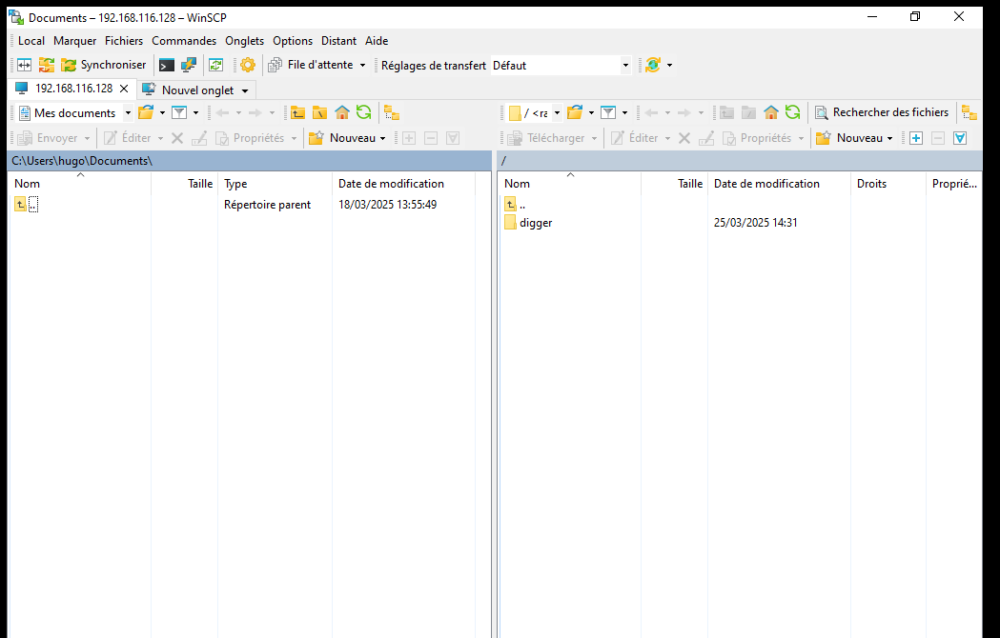 Documents – 192.168.116.128 – WinSCP
Local Marquer Fichiers Commandes Onglets Options Distant Aide
Synchroniser File d'attente Réglages de transfert Défaut
192.168.116.128 Nouvel onglet
Mes documents / <ra Rechercher des fichiers
Envoyer Éditer Propriétés Nouveau Télécharger Éditer Propriétés Nouveau
C:\Users\hugo\Documents\ /
Nom Taille Type Date de modification Nom Taille Date de modification Droits Proprié...
.. Répertoire parent 18/03/2025 13:55:49 ..
digger 25/03/2025 14:31